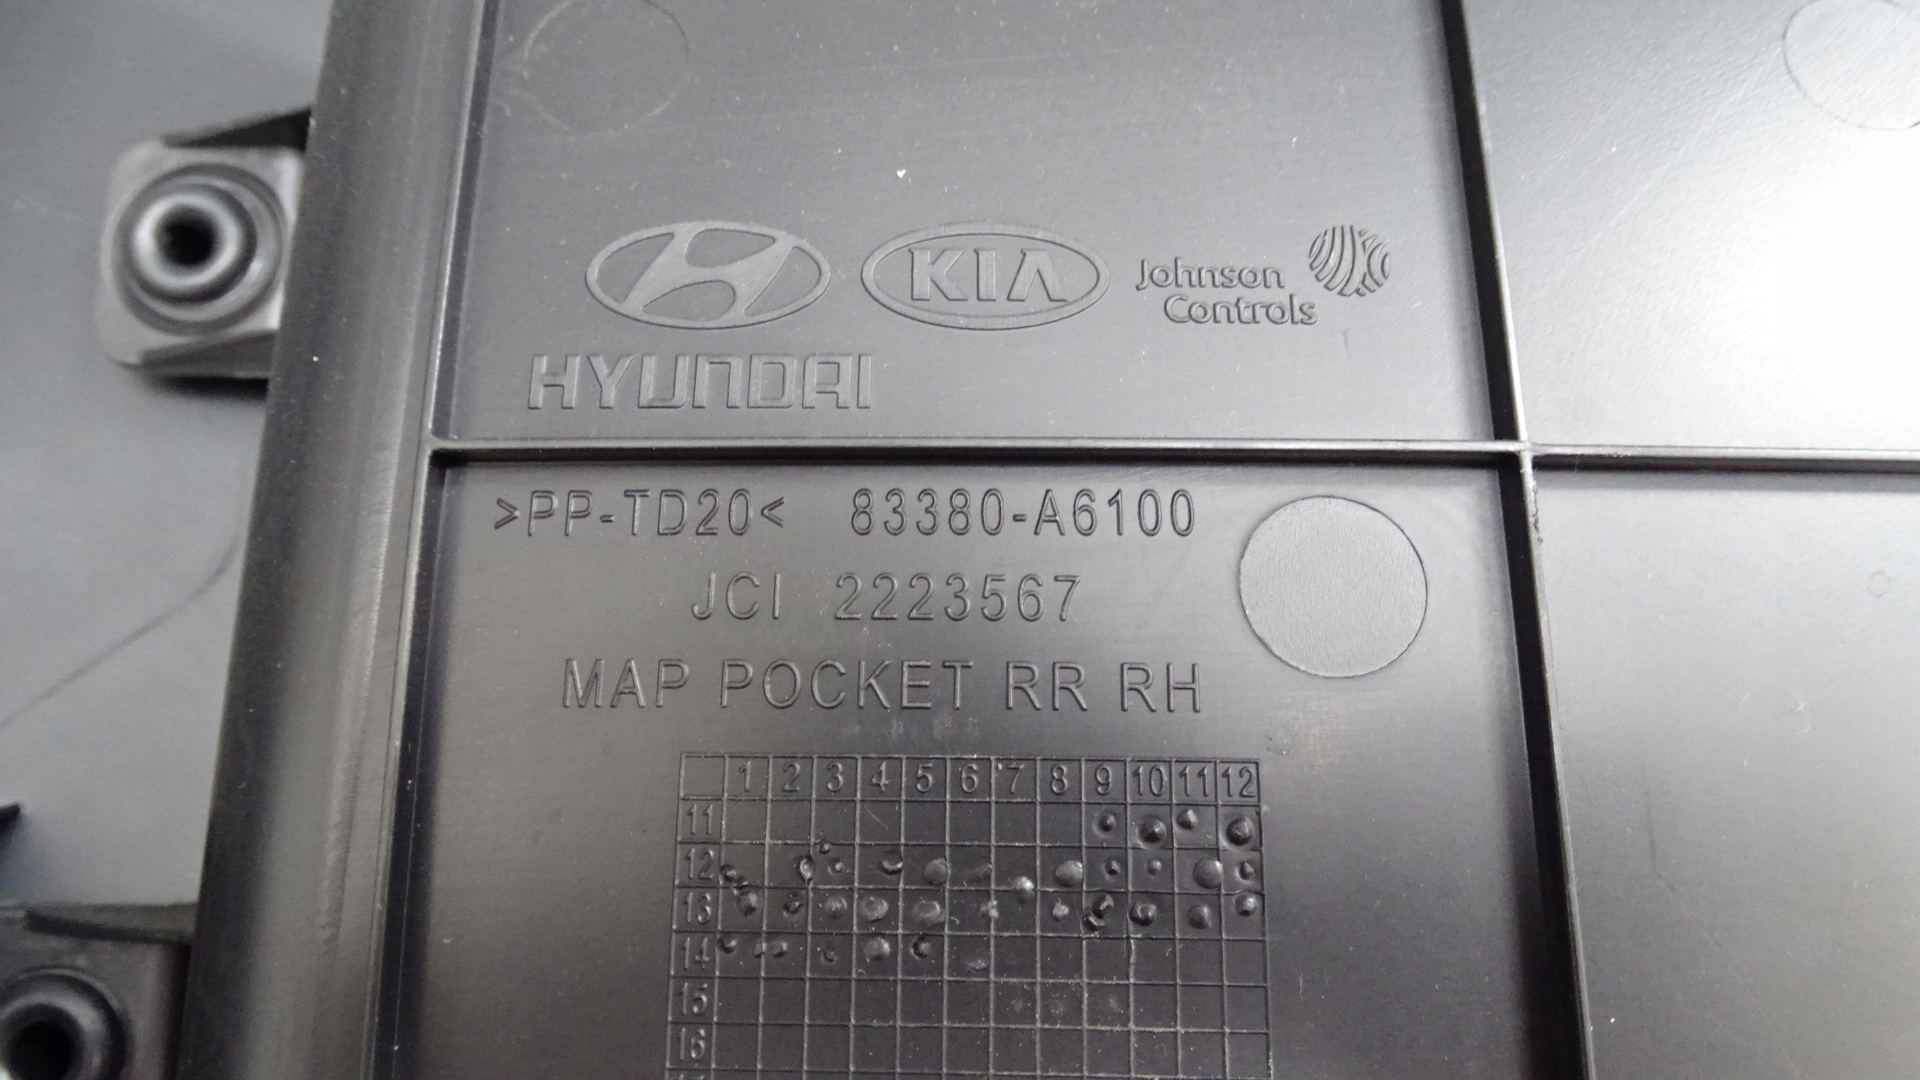 KIA Johnson
Controls
HYUNDAI
>PP-TD20< 83380-A6100
JCI 2223567
MAP POCKET RR RH
1 2 3 4 5 6 7 8 9 10 11 12
11
12
13
14
15
16